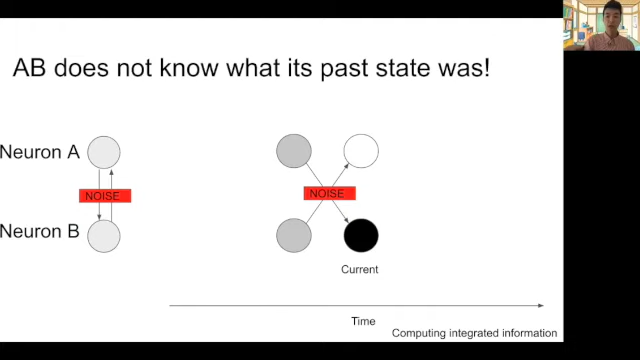 AB does not know what its past state was!
Neuron A
NOISE
NOISE
Neuron B
Current
Time
Computing integrated information